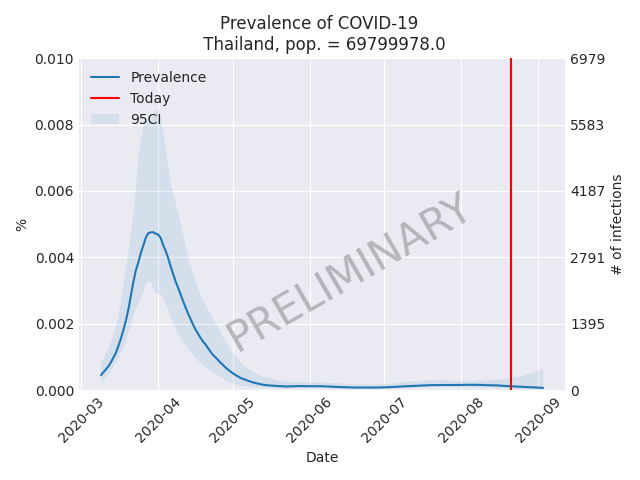 Prevalence of COVID-19
Thailand, pop. = 69799978.0
Prevalence
Today
95CI
PRELIMINARY
%
0.010
0.008
0.006
0.004
0.002
0.000
6979
5583
4187
2791
1395
0
# of infections
2020-03
2020-04
2020-05
2020-06
2020-07
2020-08
2020-09
Date